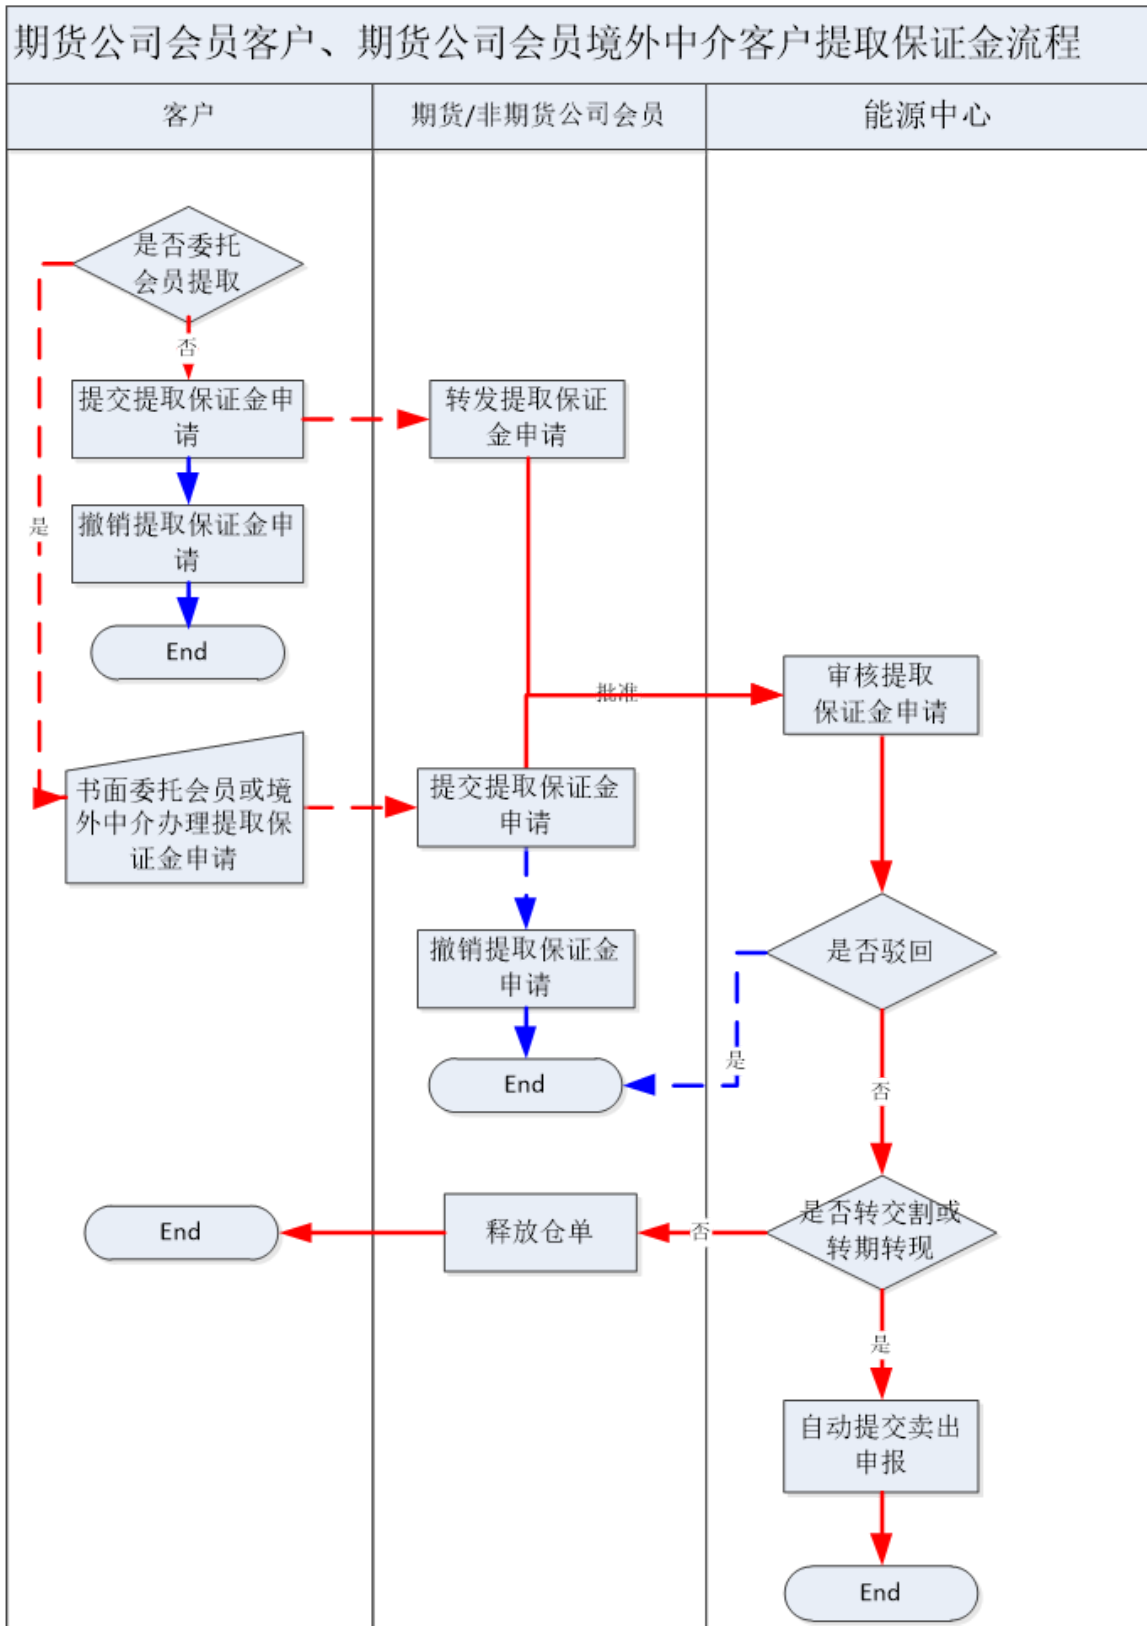 期货公司会员客户、期货公司会员境外中介客户提取保证金流程
客户
期货/非期货公司会员
能源中心
是否委托
会员提取
否
提交提取保证金申
请
转发提取保证
金申请
撤销提取保证金申
请
是
End
批准
审核提取
保证金申请
书面委托会员或境
外中介办理提取保
证金申请
提交提取保证金
申请
撤销提取保证金
申请
是否驳回
是
End
否
End
释放仓单
否
是否转交割或
转期转现
是
自动提交卖出
申报
End